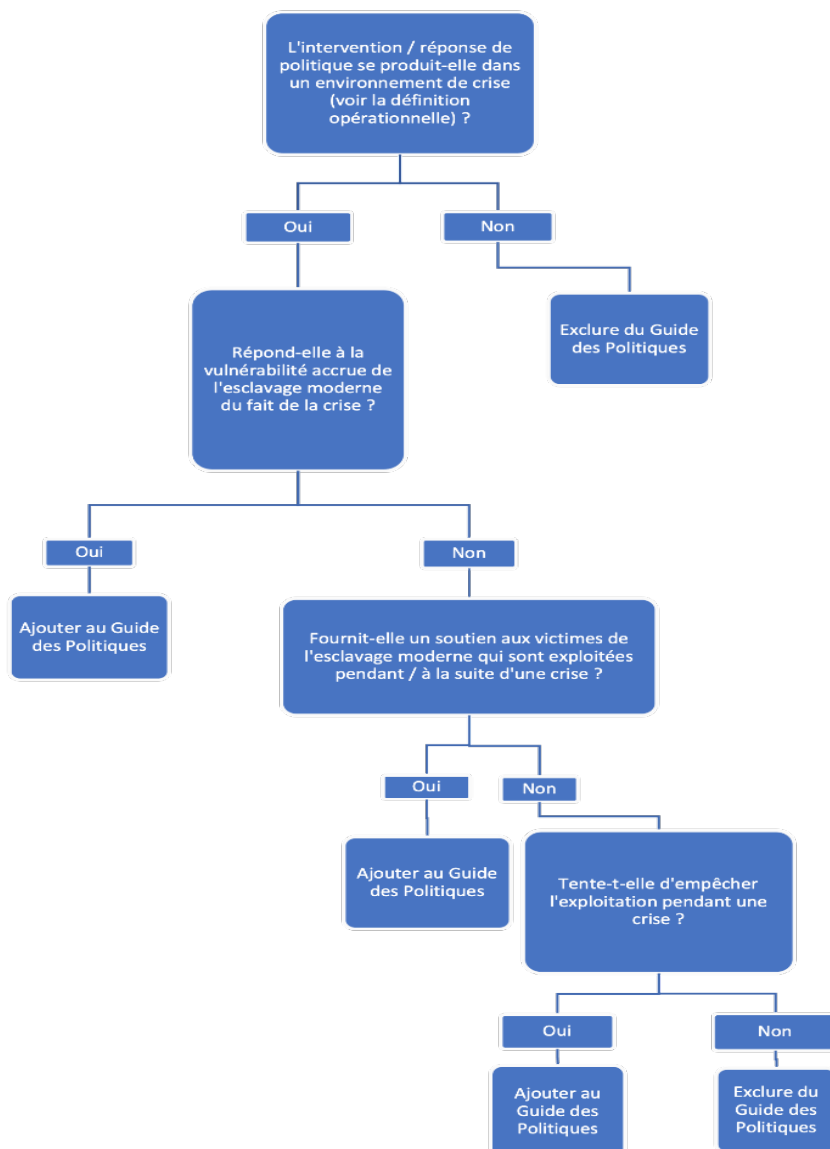 L'intervention / réponse de
politique se produit-elle dans
un environnement de crise
(voir la définition
opérationnelle) ?
Oui
Non
Exclure du Guide
des Politiques
Répond-elle à la
vulnérabilité accrue de
l'esclavage moderne
du fait de la crise ?
Oui
Non
Ajouter au Guide
des Politiques
Fournit-elle un soutien aux victimes de
l'esclavage moderne qui sont exploitées
pendant / à la suite d'une crise ?
Oui
Non
Ajouter au Guide
des Politiques
Tente-t-elle d'empêcher
l'exploitation pendant une
crise ?
Oui
Non
Ajouter au
Guide des
Politiques
Exclure du
Guide des
Politiques